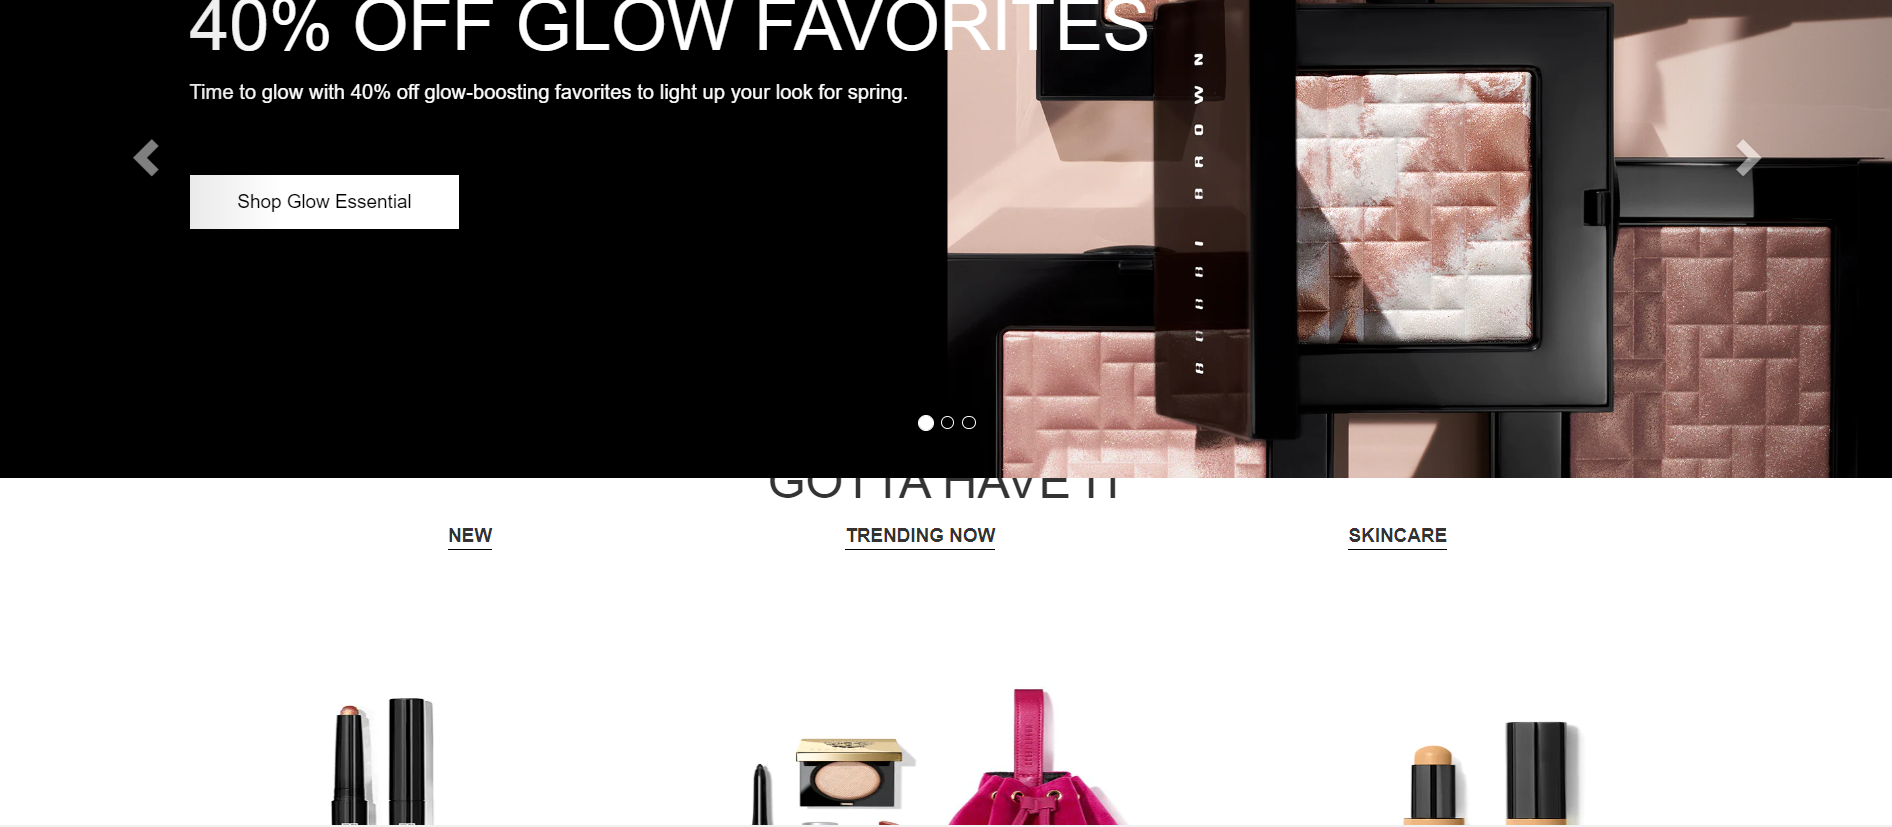 40% OFF GLOW FAVORITES
Time to glow with 40% off glow-boosting favorites to light up your look for spring.
Shop Glow Essential
BOBBI BROWN
GOTTA HAVE IT
NEW
TRENDING NOW
SKINCARE